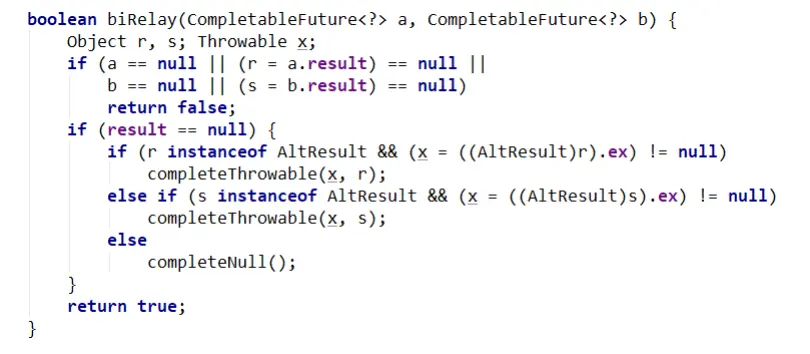 boolean biRelay(CompletableFuture<?> a, CompletableFuture<?> b) {
    Object r, s; Throwable x;
    if (a == null || (r = a.result) == null ||
        b == null || (s = b.result) == null)
        return false;
    if (result == null) {
        if (r instanceof AltResult && (x = ((AltResult)r).ex) != null)
            completeThrowable(x, r);
        else if (s instanceof AltResult && (x = ((AltResult)s).ex) != null)
            completeThrowable(x, s);
        else
            completeNull();
    }
    return true;
}